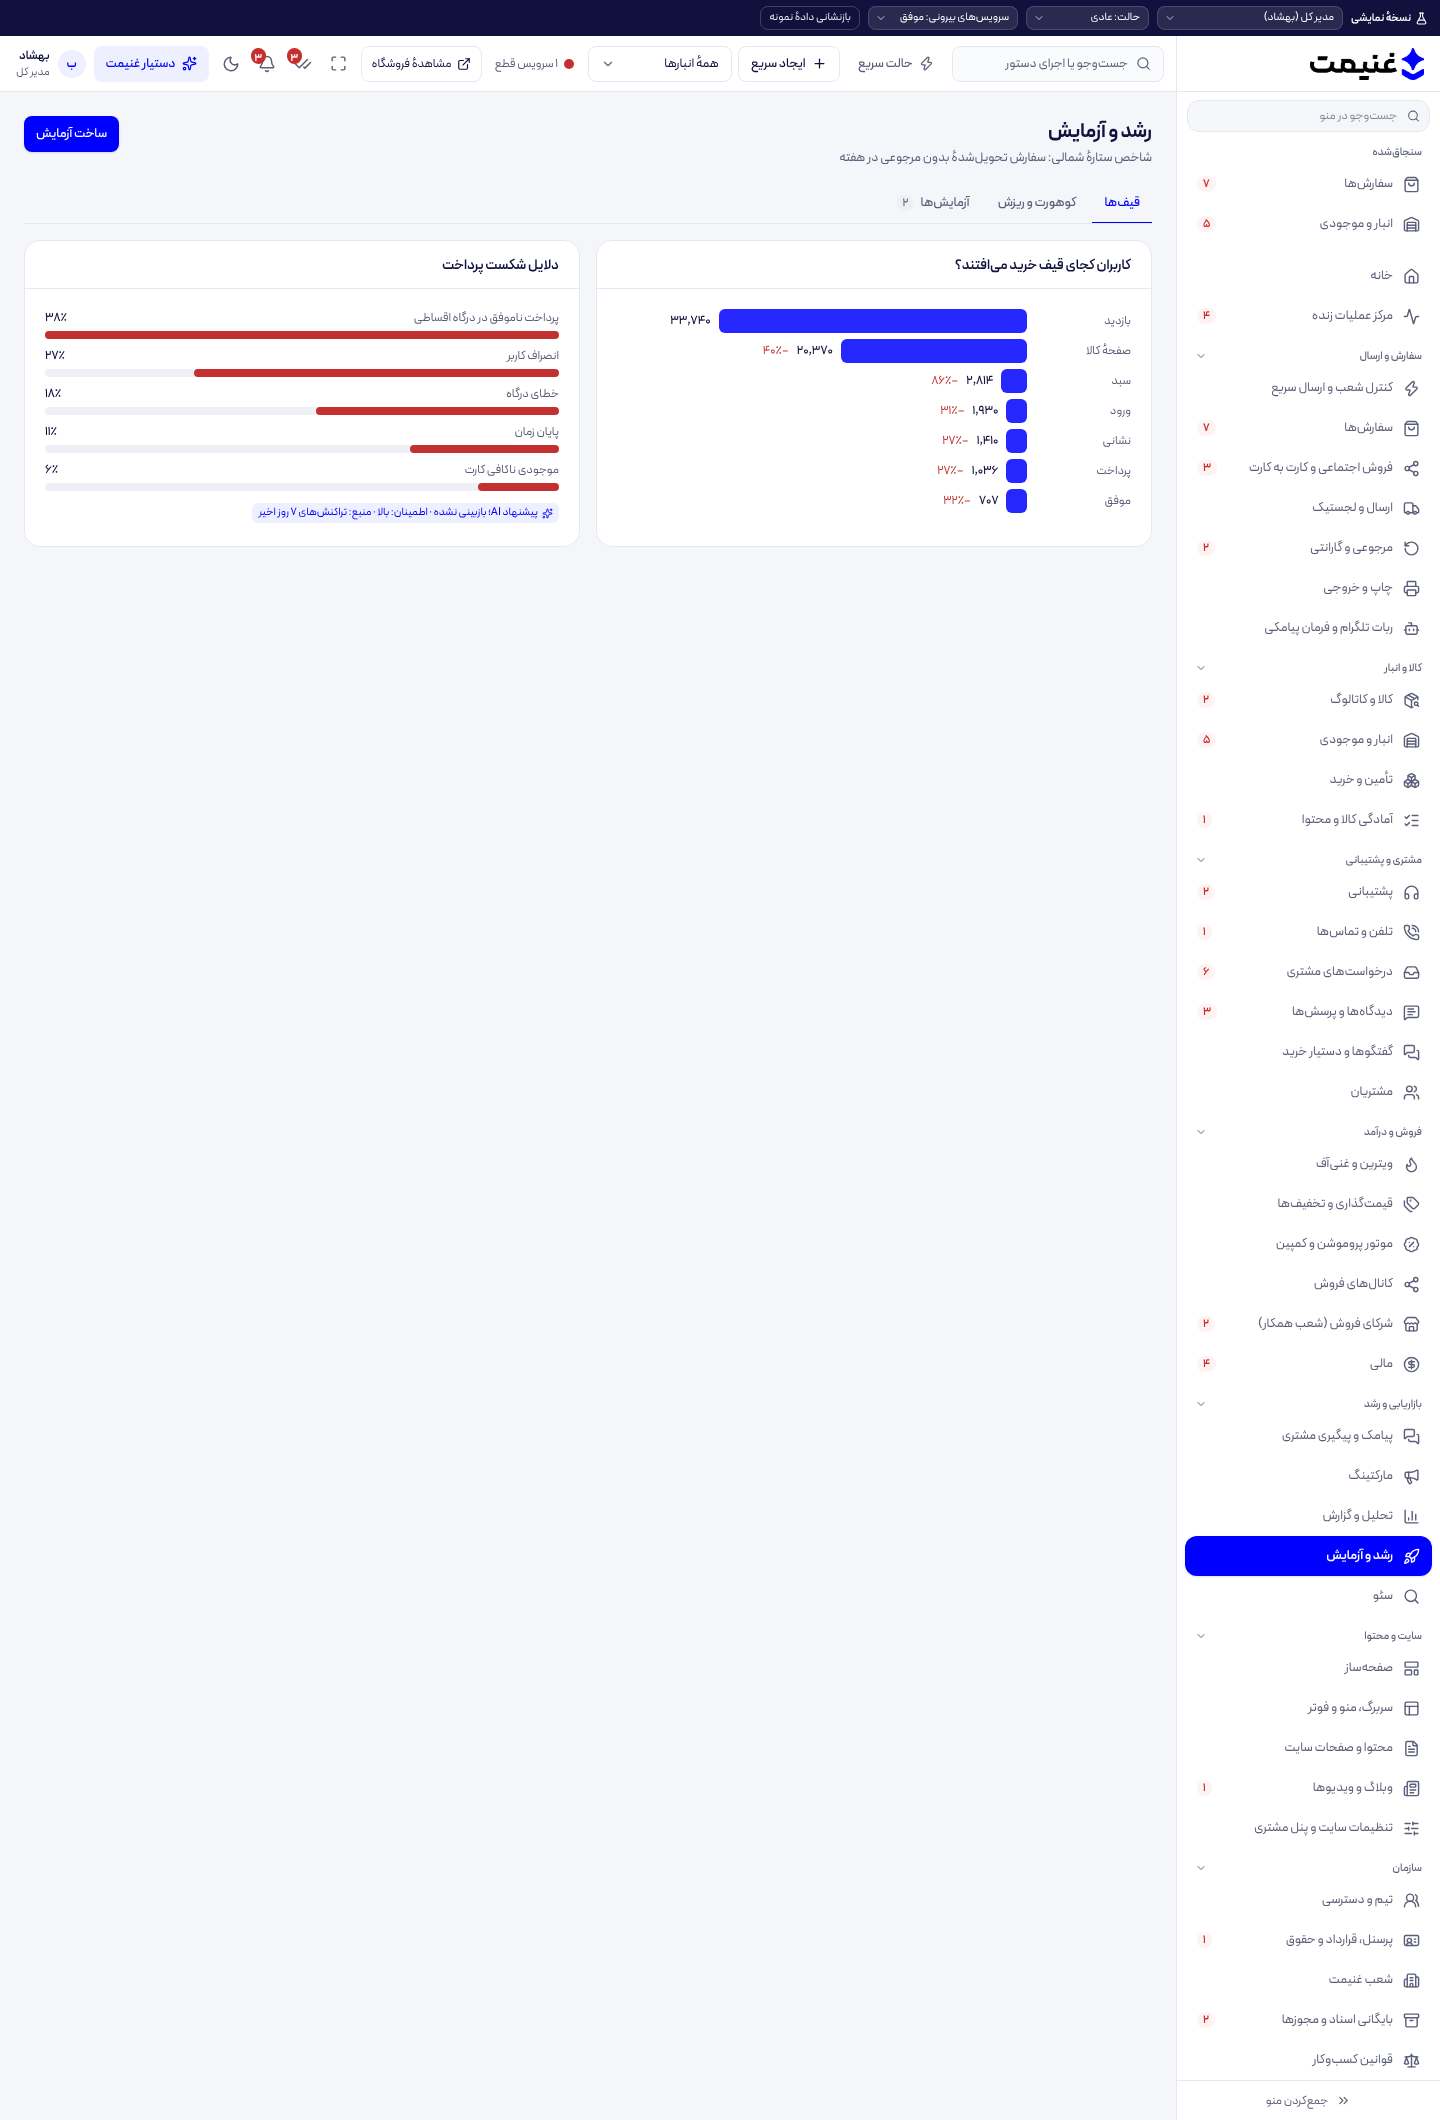 نسخهٔ نمایشی
مدیر کل (بهشاد)
حالت: عادی
سرویس‌های بیرونی: موفق
بازنشانی دادهٔ نمونه
غنیمت
جست‌وجو یا اجرای دستور
حالت سریع
ایجاد سریع
همهٔ انبارها
۱ سرویس قطع
مشاهدهٔ فروشگاه
۳
۳
دستیار غنیمت
ب
بهشاد
مدیر کل
جست‌وجو در منو
سنجاق‌شده
سفارش‌ها ۷
انبار و موجودی ۵
خانه
مرکز عملیات زنده ۴
سفارش و ارسال
کنترل شعب و ارسال سریع
سفارش‌ها ۷
فروش اجتماعی و کارت به کارت ۳
ارسال و لجستیک
مرجوعی و گارانتی ۲
چاپ و خروجی
ربات تلگرام و فرمان پیامکی
کالا و انبار
کالا و کاتالوگ ۲
انبار و موجودی ۵
تأمین و خرید
آمادگی کالا و محتوا ۱
مشتری و پشتیبانی
پشتیبانی ۲
تلفن و تماس‌ها ۱
درخواست‌های مشتری ۶
دیدگاه‌ها و پرسش‌ها ۳
گفتگوها و دستیار خرید
مشتریان
فروش و درآمد
ویترین و غنی‌آف
قیمت‌گذاری و تخفیف‌ها
موتور پروموشن و کمپین
کانال‌های فروش
شرکای فروش (شعب همکار) ۲
مالی ۴
بازاریابی و رشد
پیامک و پیگیری مشتری
مارکتینگ
تحلیل و گزارش
رشد و آزمایش
سئو
سایت و محتوا
صفحه‌ساز
سربرگ، منو و فوتر
محتوا و صفحات سایت
وبلاگ و ویدیوها ۱
تنظیمات سایت و پنل مشتری
سازمان
تیم و دسترسی
پرسنل، قرارداد و حقوق ۱
شعب غنیمت
بایگانی اسناد و مجوزها ۲
قوانین کسب‌وکار
جمع‌کردن منو
رشد و آزمایش
شاخص ستارهٔ شمالی: سفارش تحویل‌شدهٔ بدون مرجوعی در هفته
ساخت آزمایش
قیف‌ها
کوهورت و ریزش
آزمایش‌ها ۲
کاربران کجای قیف خرید می‌افتند؟
بازدید ۳۳,۷۴۰
صفحهٔ کالا ۲۰,۳۷۰ −۴۰٪
سبد ۲,۸۱۴ −۸۶٪
ورود ۱,۹۳۰ −۳۱٪
نشانی ۱,۴۱۰ −۲۷٪
پرداخت ۱,۰۳۶ −۲۷٪
موفق ۷۰۷ −۳۲٪
دلایل شکست پرداخت
پرداخت ناموفق در درگاه اقساطی ۳۸٪
انصراف کاربر ۲۷٪
خطای درگاه ۱۸٪
پایان زمان ۱۱٪
موجودی ناکافی کارت ۶٪
پیشنهاد AI؛ بازبینی نشده · اطمینان: بالا · منبع: تراکنش‌های ۷ روز اخیر